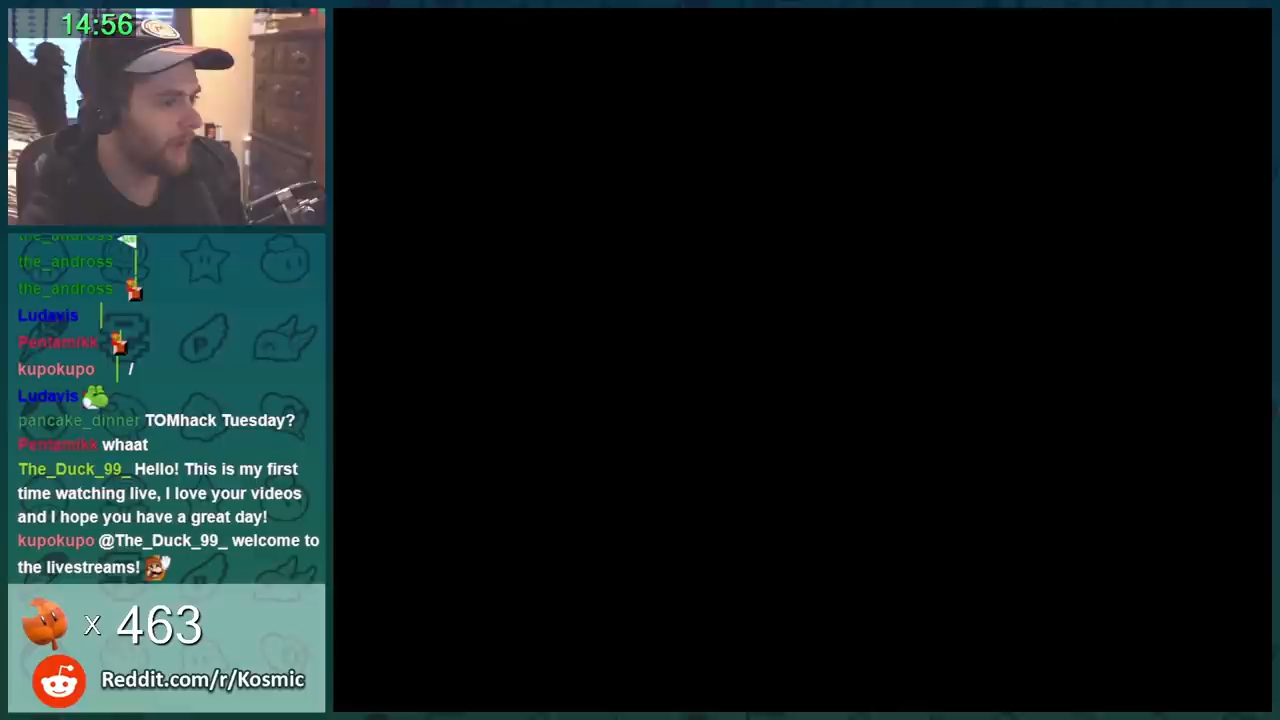 14:56
the_andross
the_andross
the_andross
Ludavis
Pentamikk
kupokupo /
Ludavis
pancake_dinner TOMhack Tuesday?
Pentamikk whaat
The_Duck_99_ Hello! This is my first
time watching live, I love your videos
and I hope you have a great day!
kupokupo @The_Duck_99_ welcome to
the livestreams!
x 463
Reddit.com/r/Kosmic